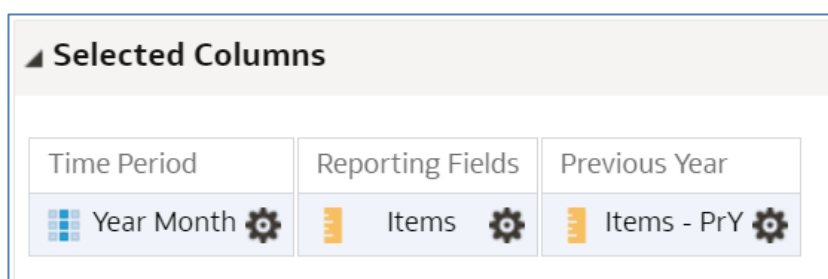 Selected Columns
Time Period Reporting Fields Previous Year
Year Month Items Items - PrY